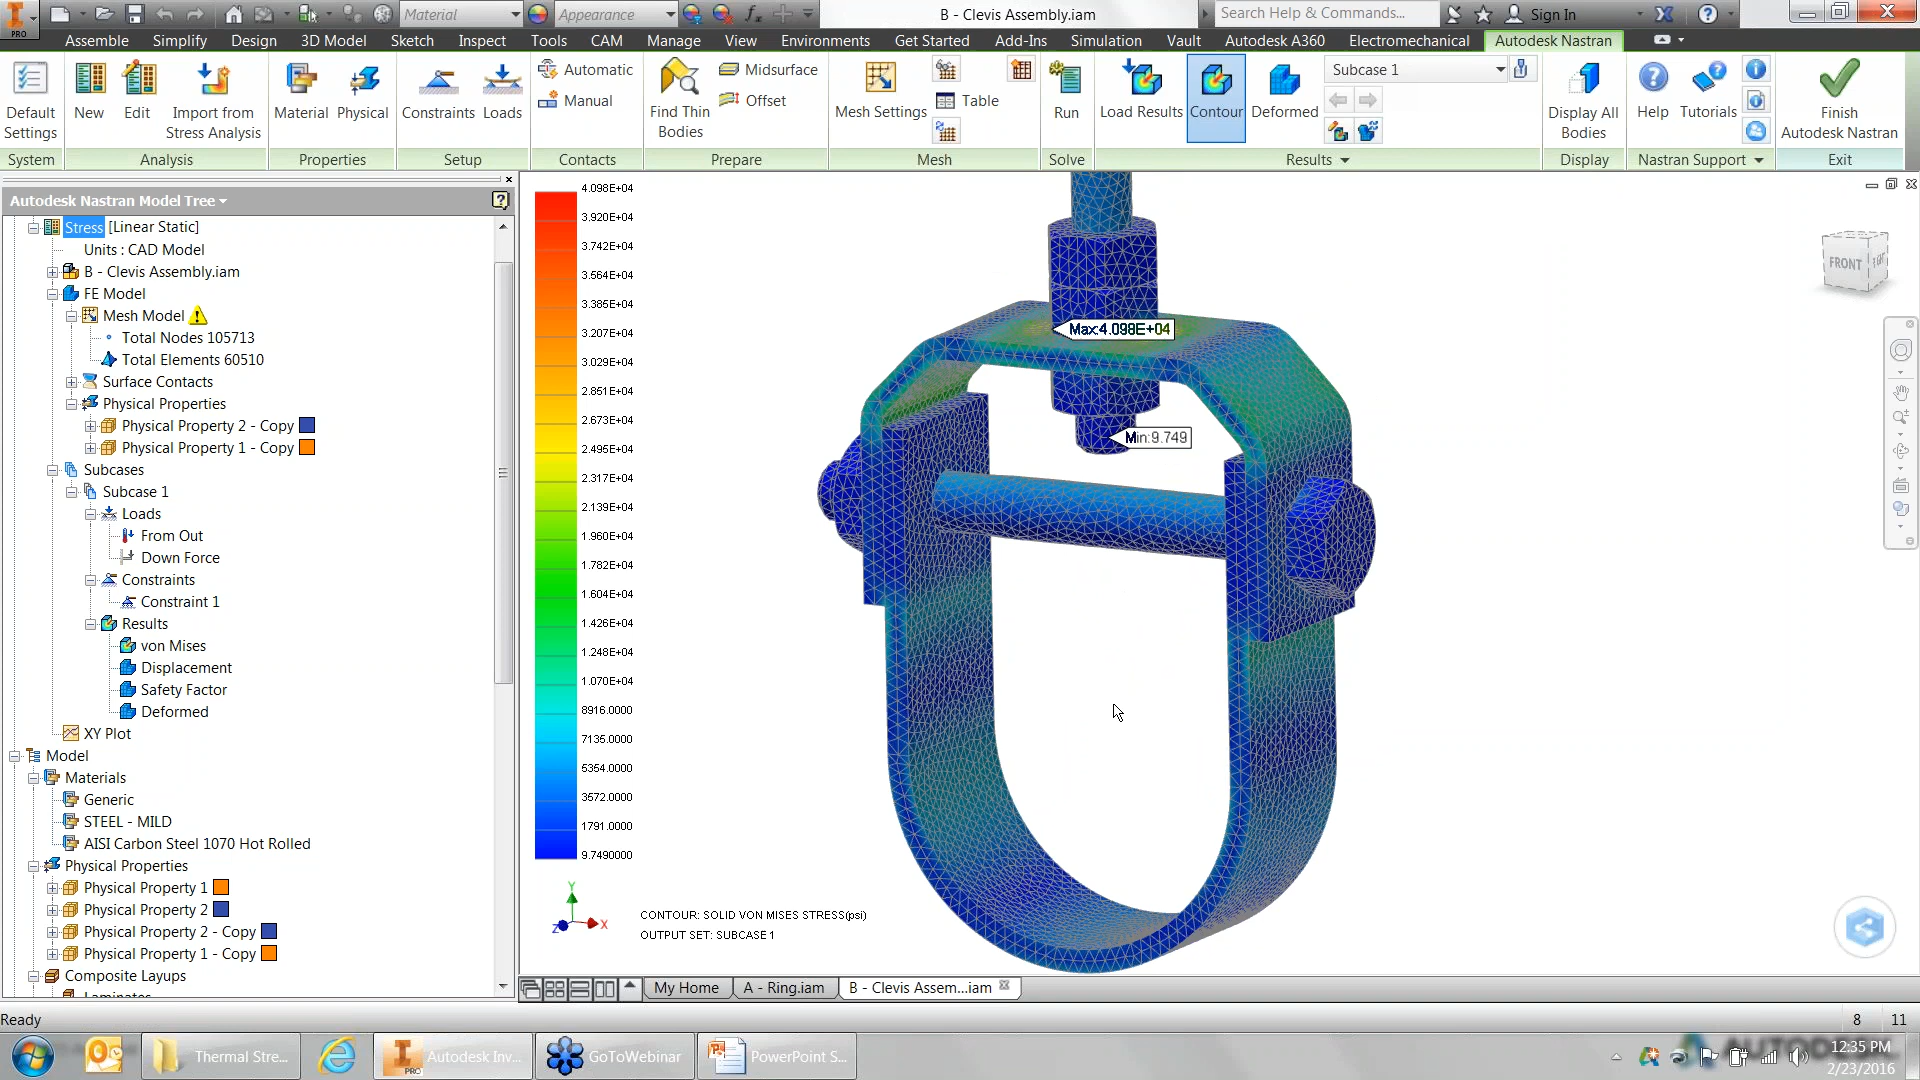 Material
Appearance
B - Clevis Assembly.iam
Search Help & Commands...
Sign In
PRO
Assemble Simplify Design 3D Model Sketch Inspect Tools CAM Manage View Environments Get Started Add-Ins Simulation Vault Autodesk A360 Electromechanical Autodesk Nastran
Default Settings
New
Edit
Import from Stress Analysis
Material
Physical
Constraints
Loads
Automatic
Manual
Find Thin Bodies
Midsurface
Offset
Mesh Settings
Table
Run
Load Results
Contour
Deformed
Subcase 1
Display All Bodies
Help
Tutorials
Finish Autodesk Nastran
System Analysis Properties Setup Contacts Prepare Mesh Solve Results Display Nastran Support Exit
Autodesk Nastran Model Tree
Stress [Linear Static]
Units : CAD Model
B - Clevis Assembly.iam
FE Model
Mesh Model
Total Nodes 105713
Total Elements 60510
Surface Contacts
Physical Properties
Physical Property 2 - Copy
Physical Property 1 - Copy
Subcases
Subcase 1
Loads
From Out
Down Force
Constraints
Constraint 1
Results
von Mises
Displacement
Safety Factor
Deformed
XY Plot
Model
Materials
Generic
STEEL - MILD
AISI Carbon Steel 1070 Hot Rolled
Physical Properties
Physical Property 1
Physical Property 2
Physical Property 2 - Copy
Physical Property 1 - Copy
Composite Layups
Laminates
4.098E+04
3.920E+04
3.742E+04
3.564E+04
3.385E+04
3.207E+04
3.029E+04
2.851E+04
2.673E+04
2.495E+04
2.317E+04
2.139E+04
1.960E+04
1.782E+04
1.604E+04
1.426E+04
1.248E+04
1.070E+04
8916.0000
7135.0000
5354.0000
3572.0000
1791.0000
9.7490000
Max:4.098E+04
Min:9.749
FRONT
Y
X
Z
CONTOUR: SOLID VON MISES STRESS(psi)
OUTPUT SET: SUBCASE 1
My Home
A - Ring.iam
B - Clevis Assem...iam
Ready
8 11
Thermal Stre...
Autodesk Inv...
PRO
GoToWebinar
PowerPoint S...
12:35 PM
2/23/2016